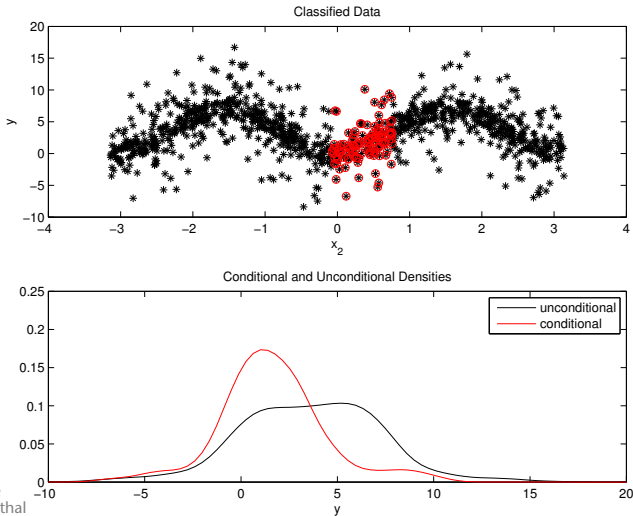 Classified Data
20
15
10
5
0
−5
−10
y
−4 −3 −2 −1 0 1 2 3 4
x2
Conditional and Unconditional Densities
0.25
0.2
0.15
0.1
0.05
0
unconditional
conditional
−10 −5 0 5 10 15 20
y
thal